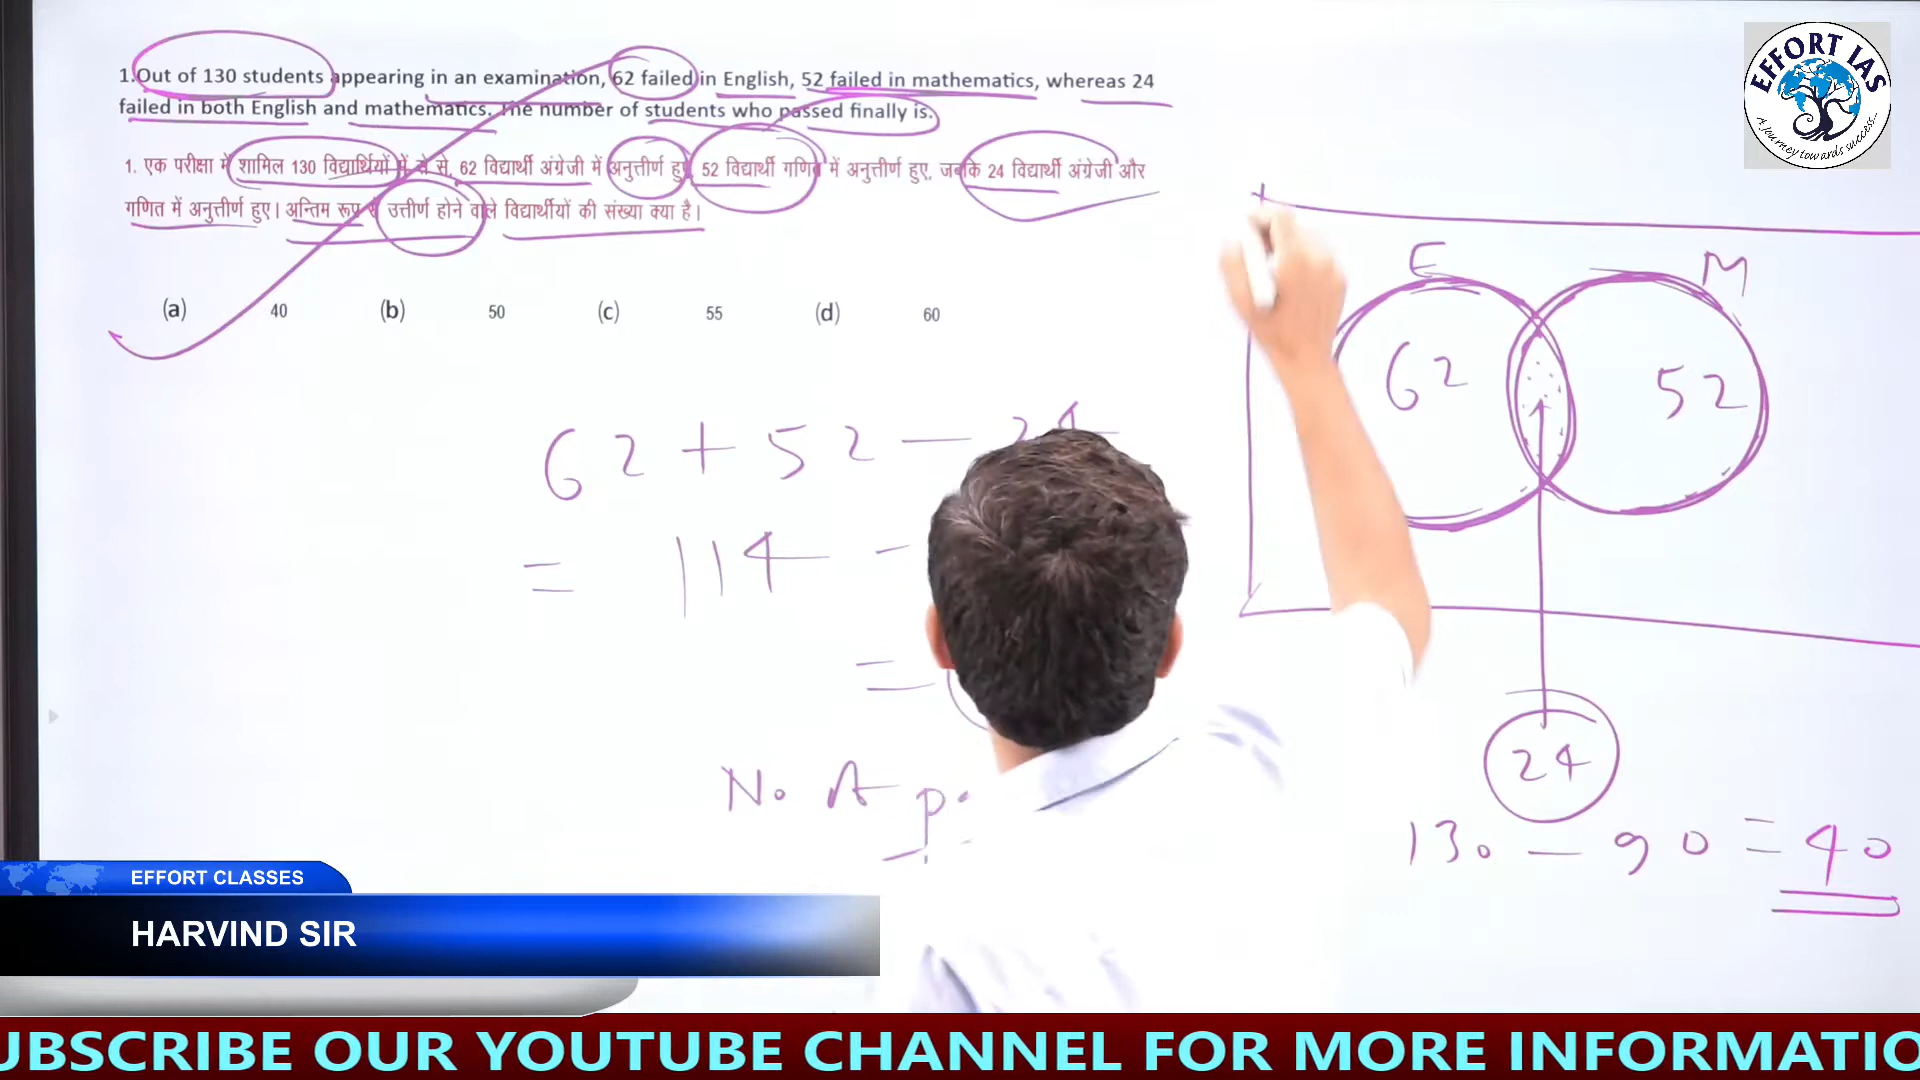 1.Out of 130 students appearing in an examination, 62 failed in English, 52 failed in mathematics, whereas 24
failed in both English and mathematics. The number of students who passed finally is.
1. एक परीक्षा में शामिल 130 विद्यार्थियों में से से, 62 विद्यार्थी अंग्रेजी में अनुत्तीर्ण हुए, 52 विद्यार्थी गणित में अनुत्तीर्ण हुए, जबकि 24 विद्यार्थी अंग्रेजी और
गणित में अनुत्तीर्ण हुए। अन्तिम रूप से उत्तीर्ण होने वाले विद्यार्थीयों की संख्या क्या है।
(a) 40 (b) 50 (c) 55 (d) 60
62 + 52 - 24
= 114 -
=
No
E M
62 52
24
130 - 90 = 40
EFFORT IAS
A journey towards success...
EFFORT CLASSES
HARVIND SIR
UBSCRIBE OUR YOUTUBE CHANNEL FOR MORE INFORMATIO